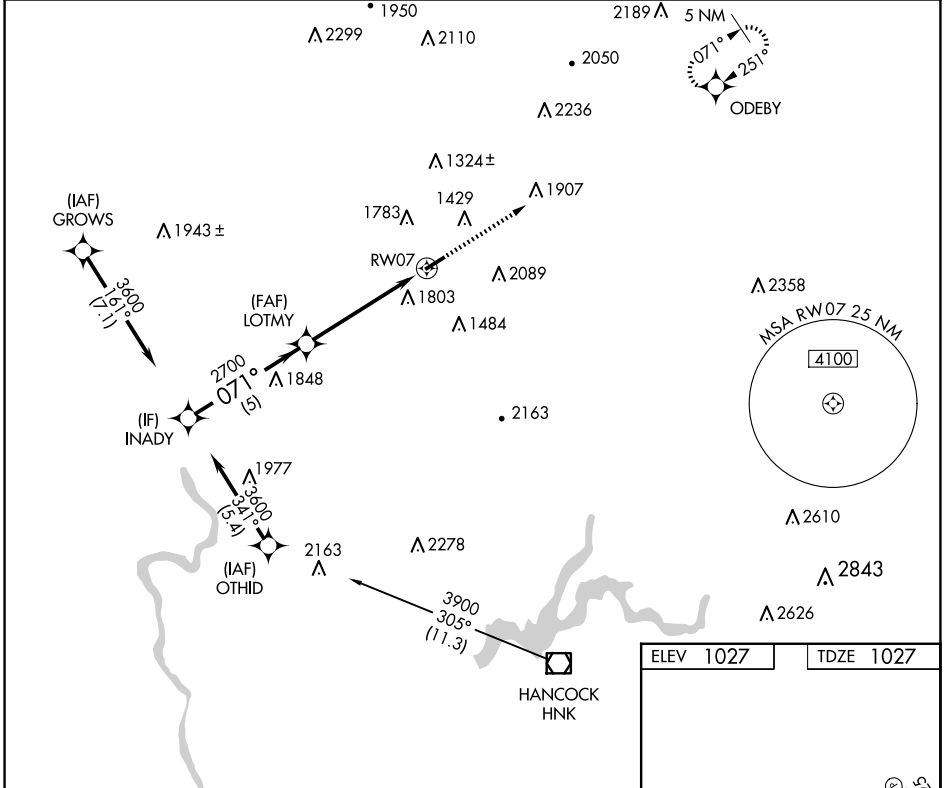 1950
2299
2110
2189
5 NM
071°
251°
2050
ODEBY
2236
1324±
(IAF)
GROWS
1943±
1783
1429
1907
RW07
2089
3600
161°
(7.1)
(FAF)
LOTMY
1803
1484
2358
MSA RW07 25 NM
4100
2700
071°
(5)
1848
(IF)
INADY
2163
1977
3600
341°
(5.4)
(IAF)
OTHID
2163
2278
2610
2843
2626
3900
305°
(11.3)
HANCOCK
HNK
ELEV 1027
TDZE 1027
P